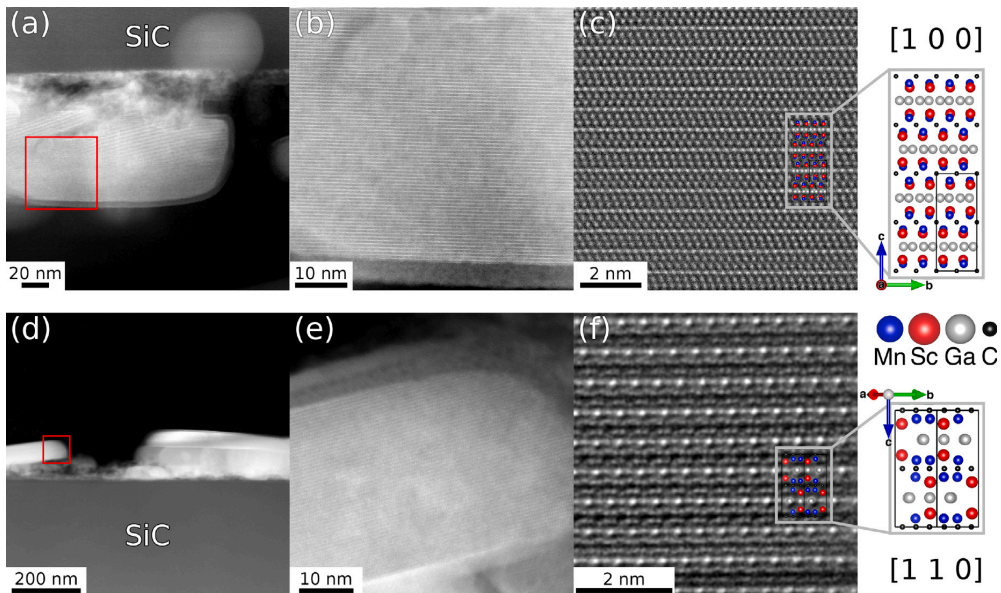 (a)
SiC
20 nm
(b)
10 nm
(c)
2 nm
[1 0 0]
c
a
b
(d)
SiC
200 nm
(e)
10 nm
(f)
2 nm
Mn Sc Ga C
a
b
c
[1 1 0]